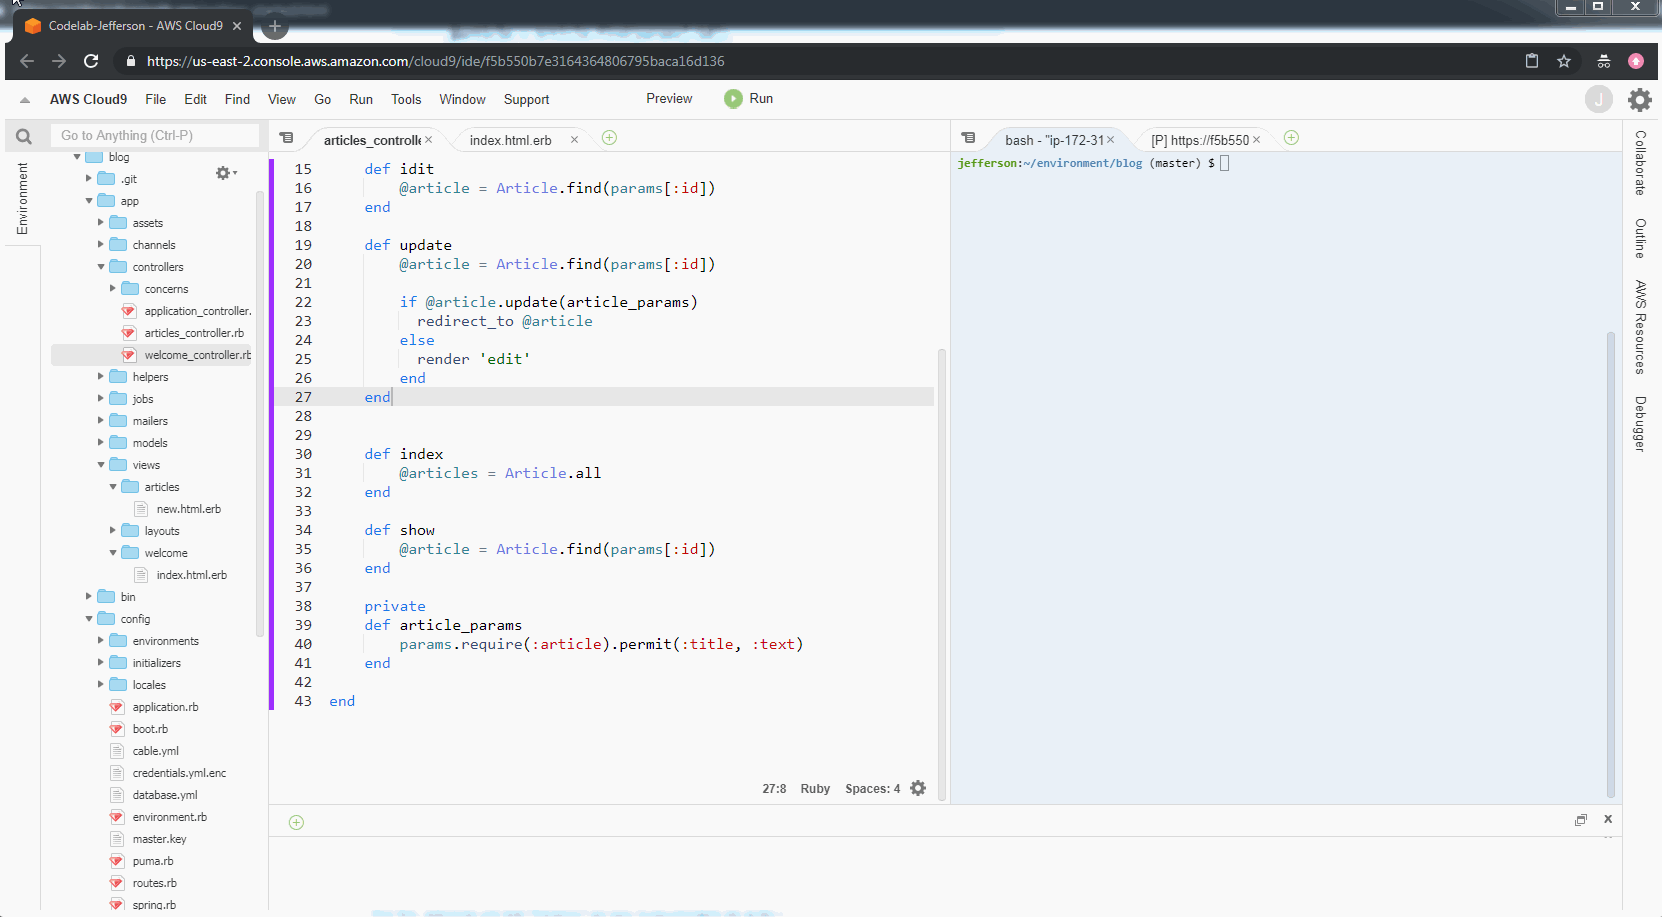 Codelab-Jefferson - AWS Cloud9
https://us-east-2.console.aws.amazon.com/cloud9/ide/f5b550b7e3164364806795baca16d136
AWS Cloud9 File Edit Find View Go Run Tools Window Support Preview Run J
Go to Anything (Ctrl-P)
articles_controlle
index.html.erb
bash - "ip-172-31
[P] https://f5b550
Environment
blog
.git
app
assets
channels
controllers
concerns
application_controller.
articles_controller.rb
welcome_controller.rb
helpers
jobs
mailers
models
views
articles
new.html.erb
layouts
welcome
index.html.erb
bin
config
environments
initializers
locales
application.rb
boot.rb
cable.yml
credentials.yml.enc
database.yml
environment.rb
master.key
puma.rb
routes.rb
spring.rb
15 def idit
16 @article = Article.find(params[:id])
17 end
18
19 def update
20 @article = Article.find(params[:id])
21
22 if @article.update(article_params)
23 redirect_to @article
24 else
25 render 'edit'
26 end
27 end
28
29
30 def index
31 @articles = Article.all
32 end
33
34 def show
35 @article = Article.find(params[:id])
36 end
37
38 private
39 def article_params
40 params.require(:article).permit(:title, :text)
41 end
42
43 end
27:8 Ruby Spaces: 4
jefferson:~/environment/blog (master) $
Collaborate
Outline
AWS Resources
Debugger